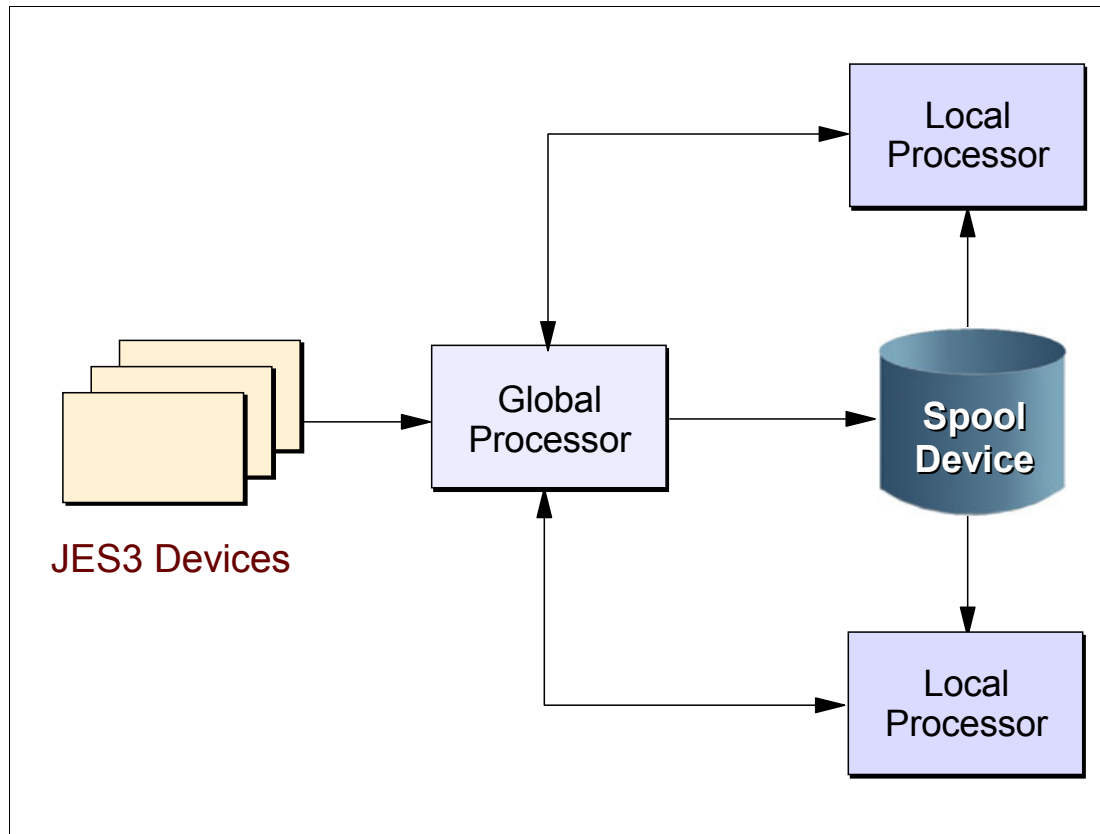 Local
Processor
Global
Processor
Spool
Device
JES3 Devices
Local
Processor